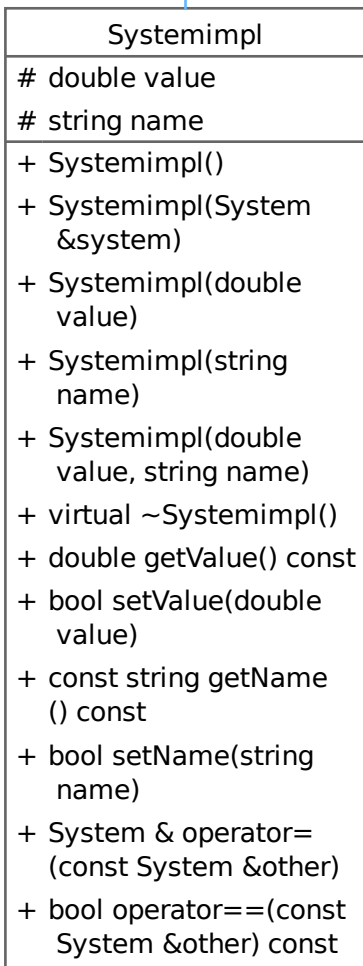 Systemimpl
# double value
# string name
+ Systemimpl()
+ Systemimpl(System
&system)
+ Systemimpl(double
value)
+ Systemimpl(string
name)
+ Systemimpl(double
value, string name)
+ virtual ~Systemimpl()
+ double getValue() const
+ bool setValue(double
value)
+ const string getName
() const
+ bool setName(string
name)
+ System & operator=
(const System &other)
+ bool operator==(const
System &other) const